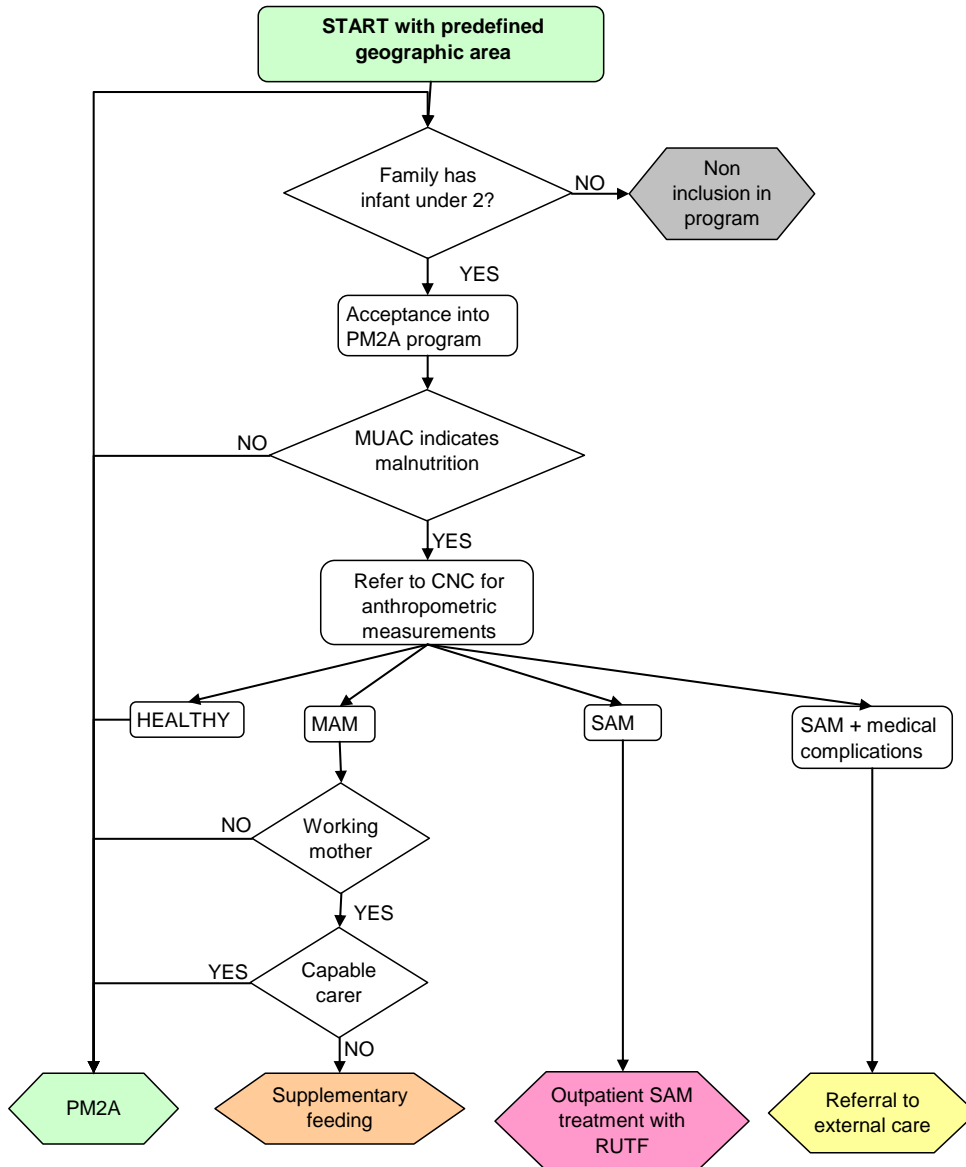 START with predefined
geographic area
Family has
infant under 2?
NO
Non
inclusion in
program
YES
Acceptance into
PM2A program
NO
MUAC indicates
malnutrition
YES
Refer to CNC for
anthropometric
measurements
HEALTHY
MAM
SAM
SAM + medical
complications
NO
Working
mother
YES
YES
Capable
carer
NO
PM2A
Supplementary
feeding
Outpatient SAM
treatment with
RUTF
Referral to
external care